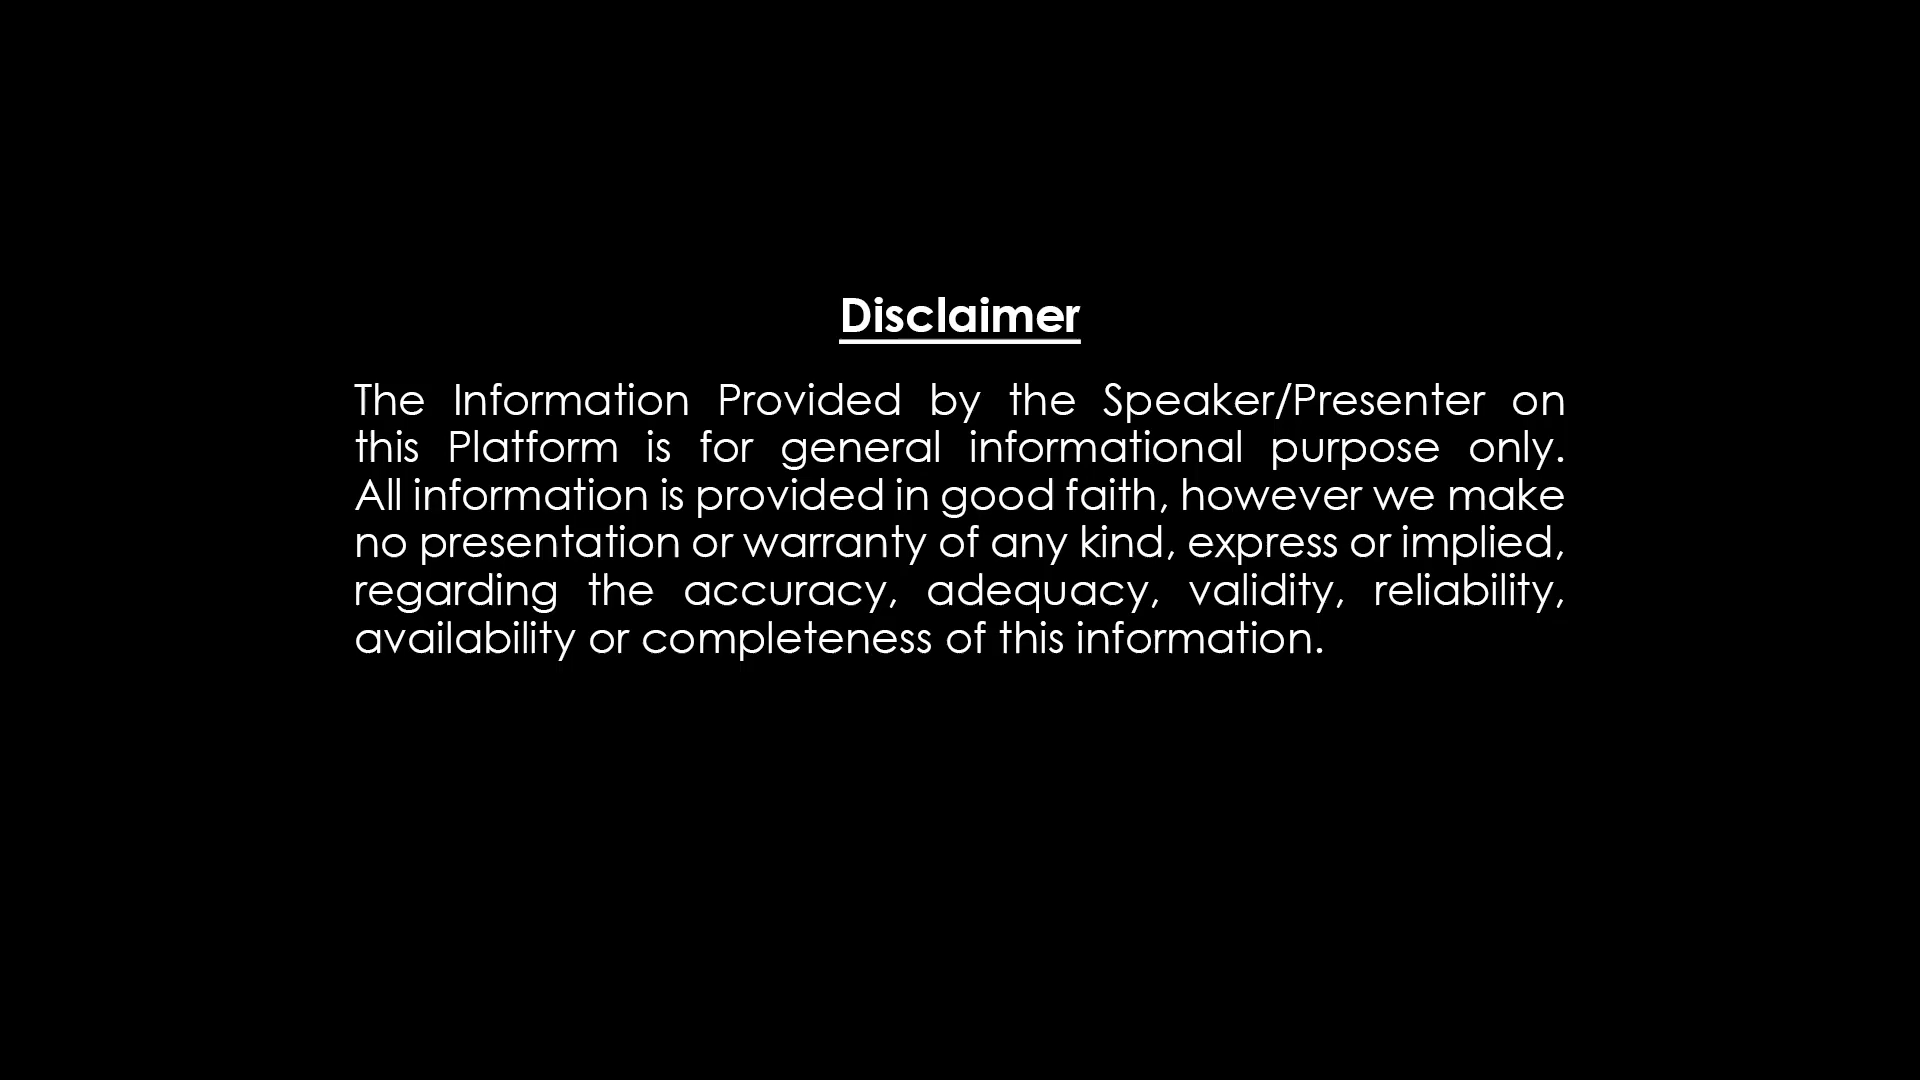 Disclaimer
The Information Provided by the Speaker/Presenter on
this Platform is for general informational purpose only.
All information is provided in good faith, however we make
no presentation or warranty of any kind, express or implied,
regarding the accuracy, adequacy, validity, reliability,
availability or completeness of this information.